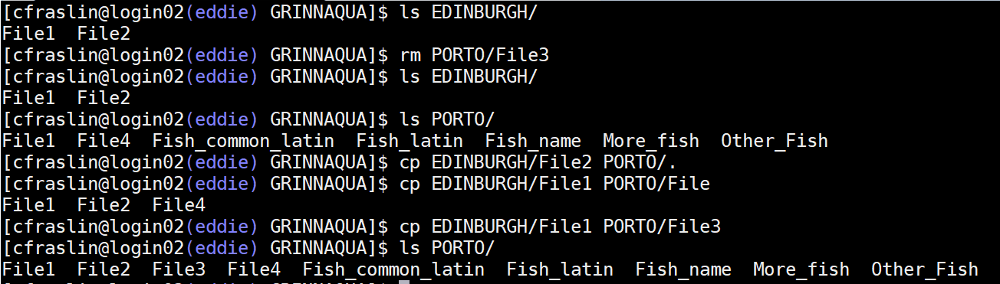 [cfraslin@login02(eddie) GRINNAQUA]$ ls EDINBURGH/
File1  File2
[cfraslin@login02(eddie) GRINNAQUA]$ rm PORTO/File3
[cfraslin@login02(eddie) GRINNAQUA]$ ls EDINBURGH/
File1  File2
[cfraslin@login02(eddie) GRINNAQUA]$ ls PORTO/
File1  File4  Fish_common_latin  Fish_latin  Fish_name  More_fish  Other_Fish
[cfraslin@login02(eddie) GRINNAQUA]$ cp EDINBURGH/File2 PORTO/.
[cfraslin@login02(eddie) GRINNAQUA]$ cp EDINBURGH/File1 PORTO/File
File1  File2  File4
[cfraslin@login02(eddie) GRINNAQUA]$ cp EDINBURGH/File1 PORTO/File3
[cfraslin@login02(eddie) GRINNAQUA]$ ls PORTO/
File1  File2  File3  File4  Fish_common_latin  Fish_latin  Fish_name  More_fish  Other_Fish